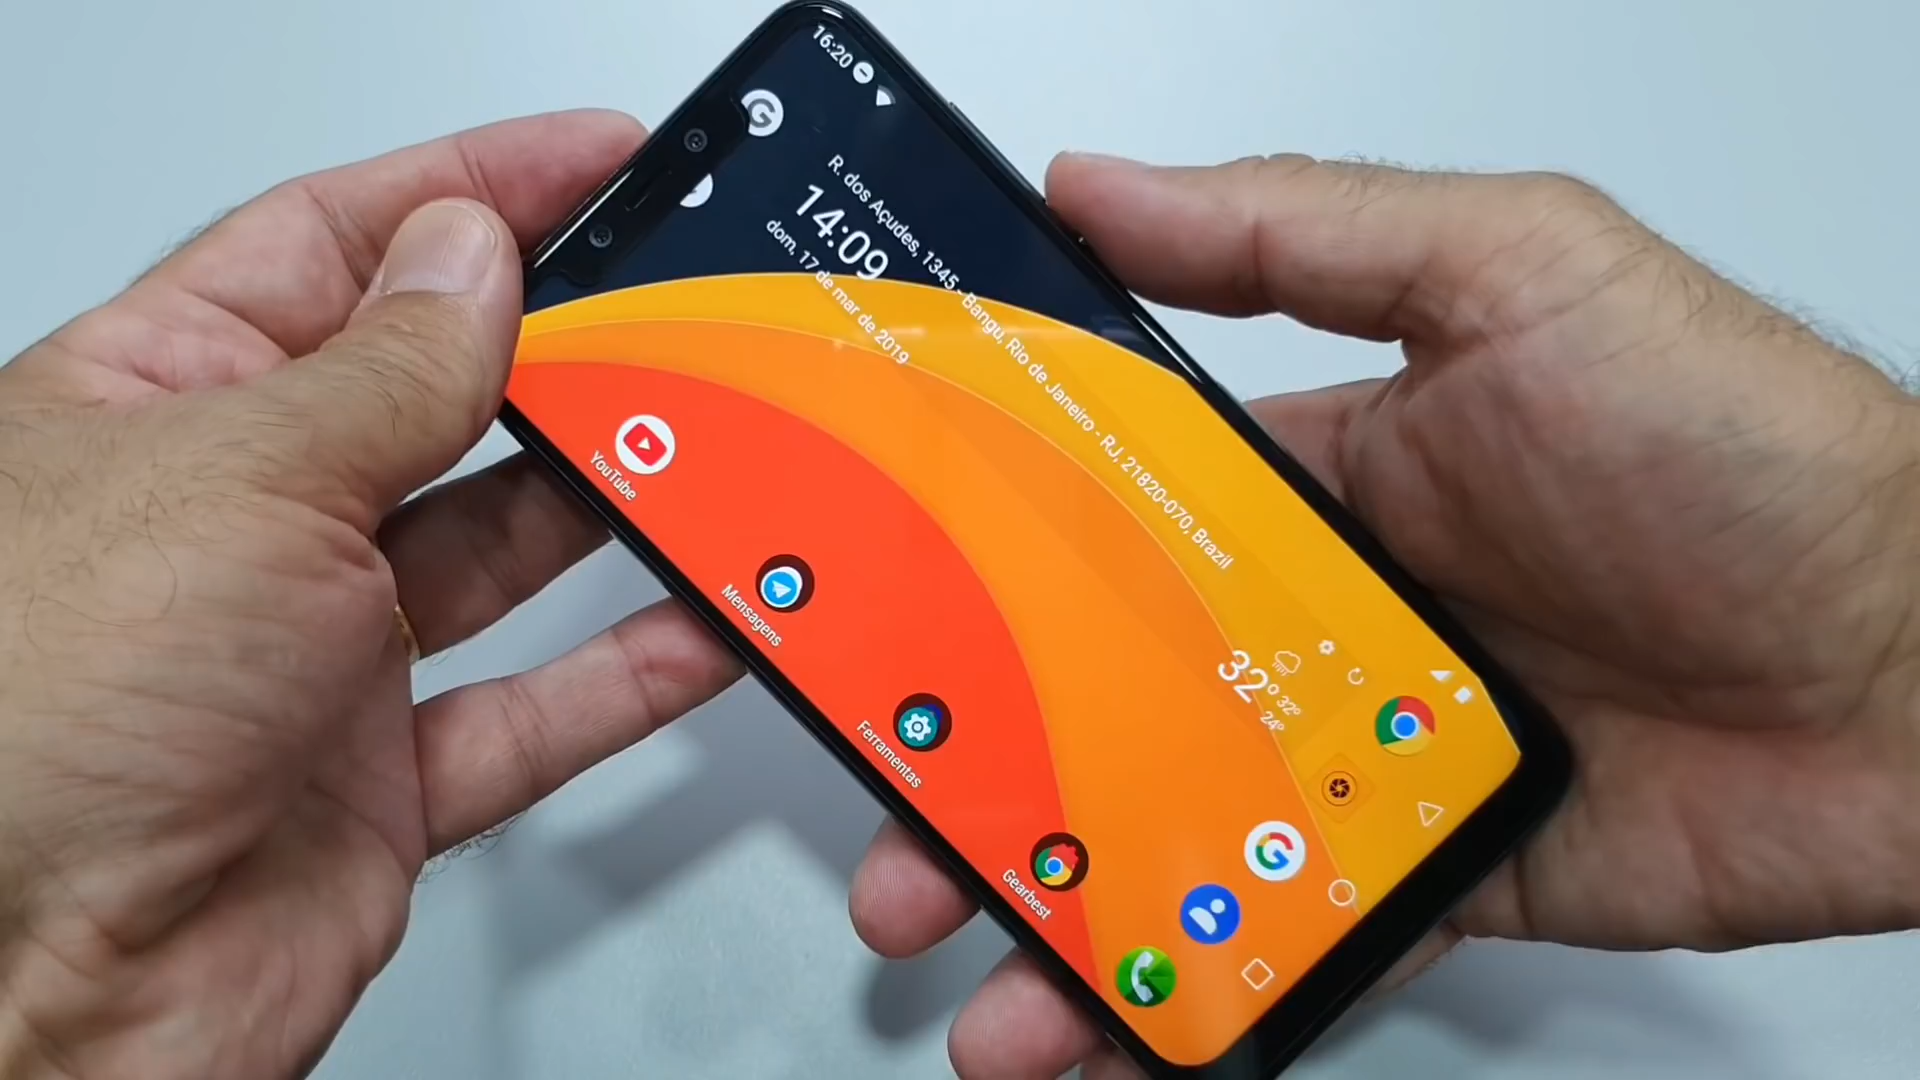 16:20
R. dos Açudes, 1345 - Bangu, Rio de Janeiro - RJ, 21820-070, Brazil
14:09
dom, 17 de mar de 2019
YouTube
Mensagens
32° 32°
24°
Ferramentas
Gearbest